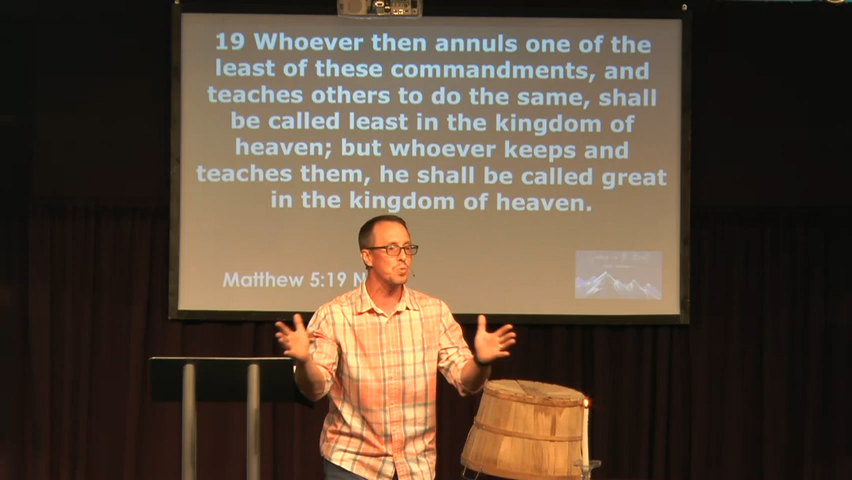 19 Whoever then annuls one of the
least of these commandments, and
teaches others to do the same, shall
be called least in the kingdom of
heaven; but whoever keeps and
teaches them, he shall be called great
in the kingdom of heaven.
Matthew 5:19